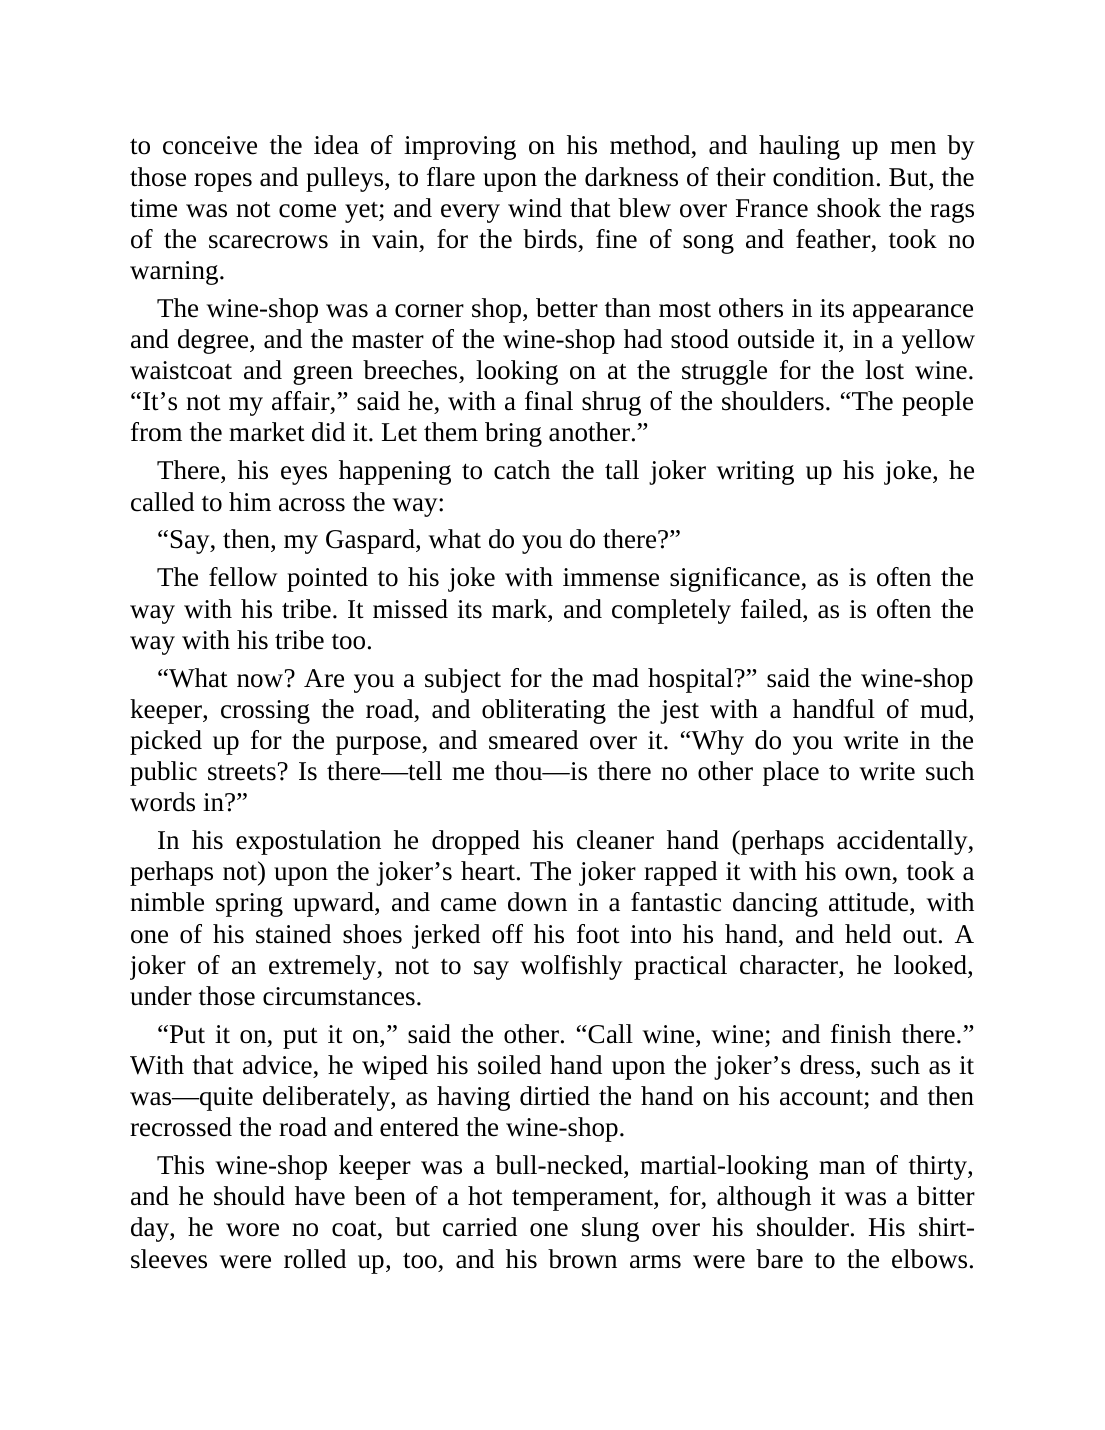 to conceive the idea of improving on his method, and hauling up men by
those ropes and pulleys, to flare upon the darkness of their condition. But, the
time was not come yet; and every wind that blew over France shook the rags
of the scarecrows in vain, for the birds, fine of song and feather, took no
warning.
The wine-shop was a corner shop, better than most others in its appearance
and degree, and the master of the wine-shop had stood outside it, in a yellow
waistcoat and green breeches, looking on at the struggle for the lost wine.
“It’s not my affair,” said he, with a final shrug of the shoulders. “The people
from the market did it. Let them bring another.”
There, his eyes happening to catch the tall joker writing up his joke, he
called to him across the way:
“Say, then, my Gaspard, what do you do there?”
The fellow pointed to his joke with immense significance, as is often the
way with his tribe. It missed its mark, and completely failed, as is often the
way with his tribe too.
“What now? Are you a subject for the mad hospital?” said the wine-shop
keeper, crossing the road, and obliterating the jest with a handful of mud,
picked up for the purpose, and smeared over it. “Why do you write in the
public streets? Is there—tell me thou—is there no other place to write such
words in?”
In his expostulation he dropped his cleaner hand (perhaps accidentally,
perhaps not) upon the joker’s heart. The joker rapped it with his own, took a
nimble spring upward, and came down in a fantastic dancing attitude, with
one of his stained shoes jerked off his foot into his hand, and held out. A
joker of an extremely, not to say wolfishly practical character, he looked,
under those circumstances.
“Put it on, put it on,” said the other. “Call wine, wine; and finish there.”
With that advice, he wiped his soiled hand upon the joker’s dress, such as it
was—quite deliberately, as having dirtied the hand on his account; and then
recrossed the road and entered the wine-shop.
This wine-shop keeper was a bull-necked, martial-looking man of thirty,
and he should have been of a hot temperament, for, although it was a bitter
day, he wore no coat, but carried one slung over his shoulder. His shirt-
sleeves were rolled up, too, and his brown arms were bare to the elbows.